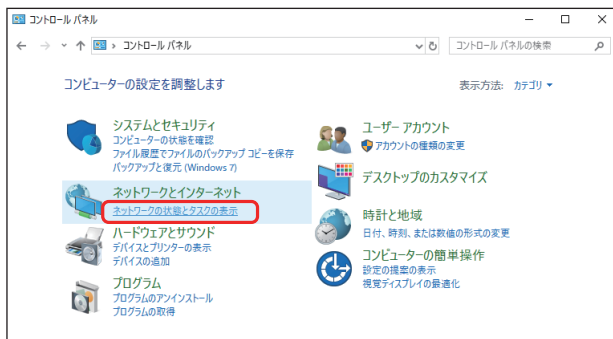 コントロール パネル
コントロール パネル
コントロール パネルの検索
コンピューターの設定を調整します
表示方法: カテゴリ
システムとセキュリティ
コンピューターの状態を確認
ファイル履歴でファイルのバックアップ コピーを保存
バックアップと復元 (Windows 7)
ネットワークとインターネット
ネットワークの状態とタスクの表示
ハードウェアとサウンド
デバイスとプリンターの表示
デバイスの追加
プログラム
プログラムのアンインストール
プログラムの取得
ユーザー アカウント
アカウントの種類の変更
デスクトップのカスタマイズ
時計と地域
日付、時刻、または数値の形式の変更
コンピューターの簡単操作
設定の提案の表示
視覚ディスプレイの最適化